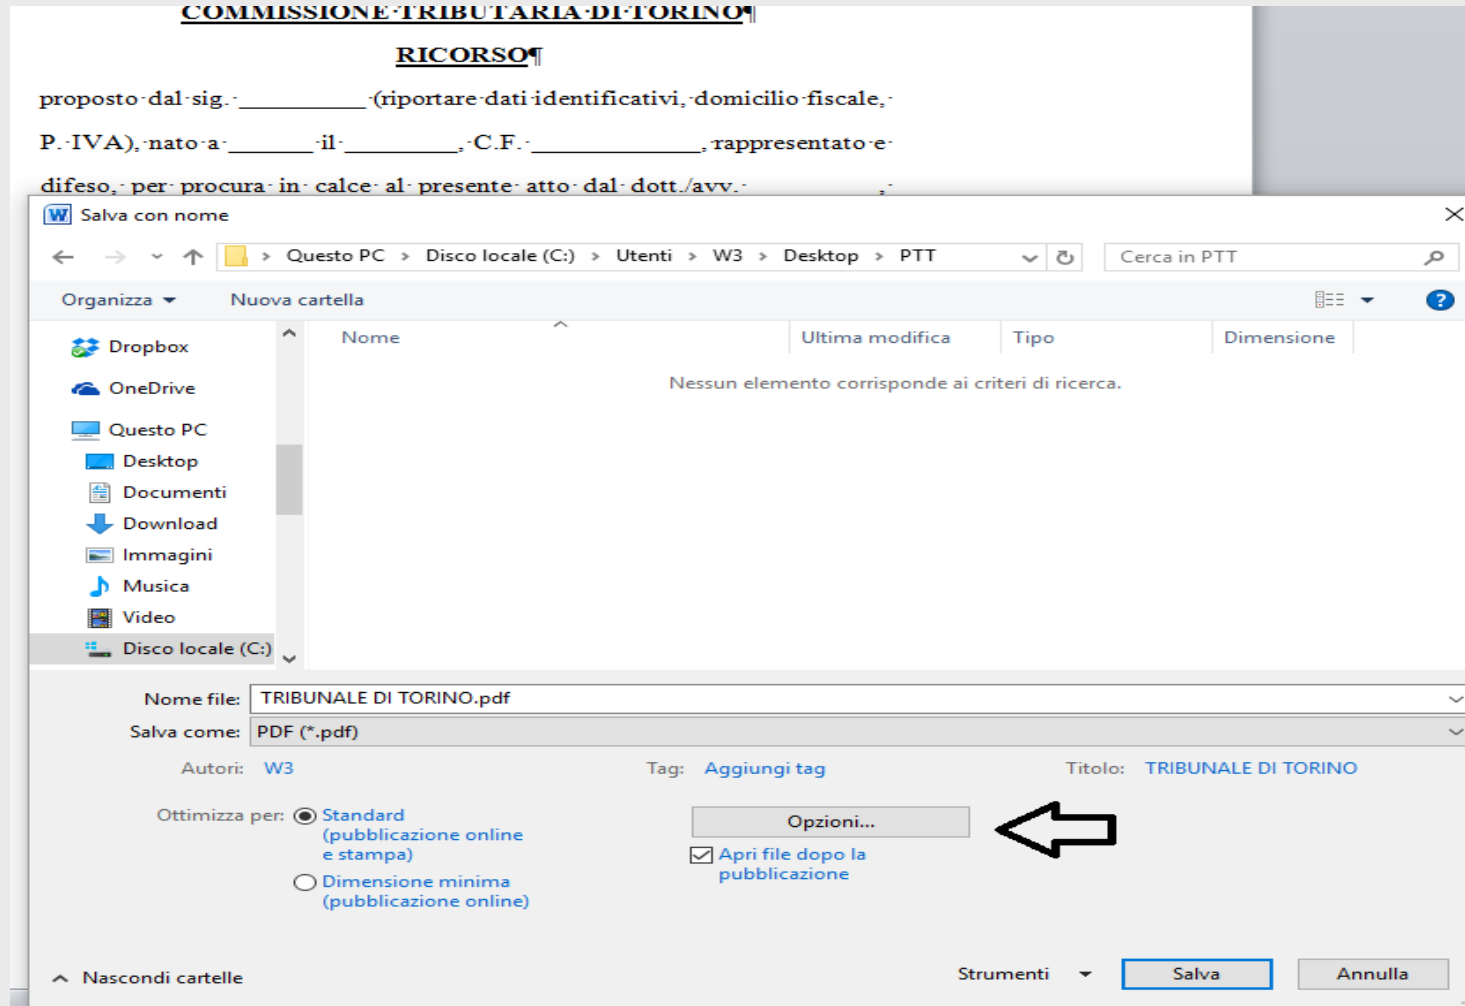 COMMISSIONE·TRIBUTARIA·DI·TORINO¶
RICORSO¶
proposto·dal·sig.·__________·(riportare·dati·identificativi,·domicilio·fiscale,·
P.·IVA),·nato·a·_______·il·_________,·C.F.·_____________,·rappresentato·e·
difeso,·per·procura·in·calce·al·presente·atto·dal·dott./avv.·__________,·
Salva con nome
Questo PC > Disco locale (C:) > Utenti > W3 > Desktop > PTT
Cerca in PTT
Organizza Nuova cartella
Nome Ultima modifica Tipo Dimensione
Nessun elemento corrisponde ai criteri di ricerca.
Dropbox
OneDrive
Questo PC
Desktop
Documenti
Download
Immagini
Musica
Video
Disco locale (C:)
Nome file: TRIBUNALE DI TORINO.pdf
Salva come: PDF (*.pdf)
Autori: W3 Tag: Aggiungi tag Titolo: TRIBUNALE DI TORINO
Ottimizza per: Standard
(pubblicazione online
e stampa)
Dimensione minima
(pubblicazione online)
Opzioni...
Apri file dopo la
pubblicazione
Nascondi cartelle
Strumenti Salva Annulla